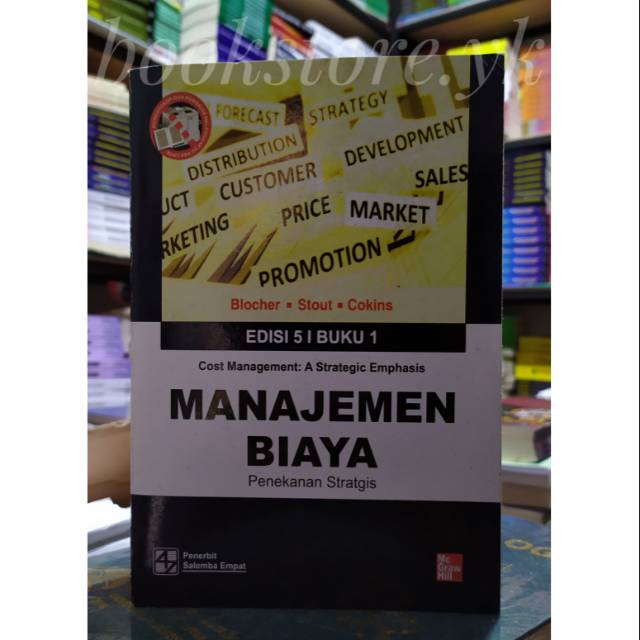 bookstore.yk
FORECAST STRATEGY
DISTRIBUTION DEVELOPMENT
UCT CUSTOMER SALES
RKETING PRICE MARKET
PROMOTION
Blocher ▪ Stout ▪ Cokins
EDISI 5 I BUKU 1
Cost Management: A Strategic Emphasis
MANAJEMEN
BIAYA
Penekanan Stratgis
Penerbit
Salemba Empat
Mc
Graw
Hill